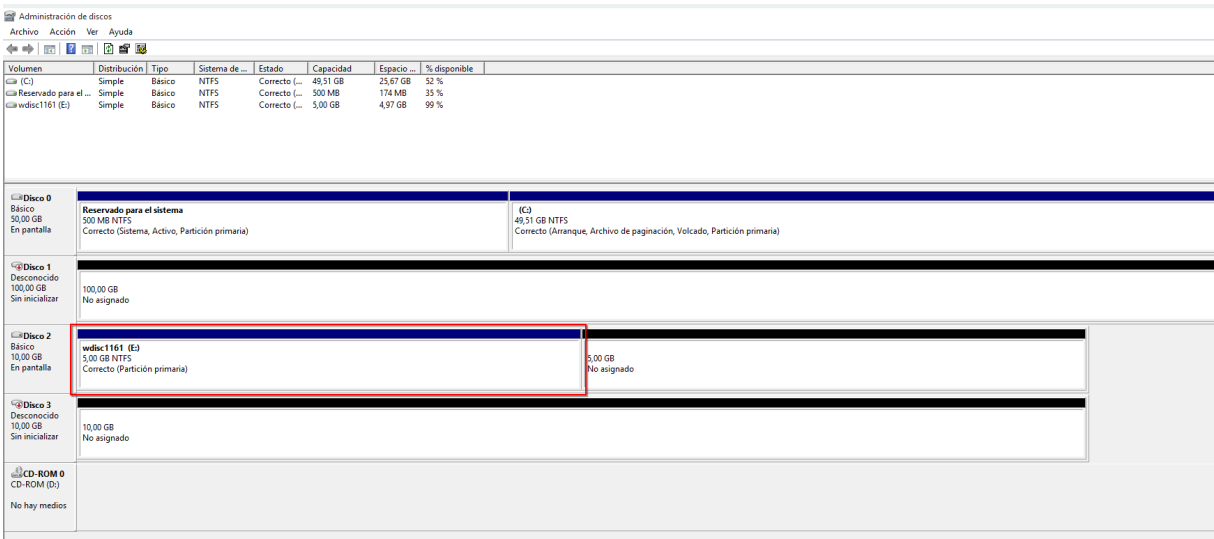 Administración de discos
Archivo Acción Ver Ayuda
Volumen Distribución Tipo Sistema de ... Estado Capacidad Espacio ... % disponible
(C:) Simple Básico NTFS Correcto (... 49,51 GB 25,67 GB 52 %
Reservado para el ... Simple Básico NTFS Correcto (... 500 MB 174 MB 35 %
wdisc1161 (E:) Simple Básico NTFS Correcto (... 5,00 GB 4,97 GB 99 %
Disco 0
Básico
50,00 GB
En pantalla
Reservado para el sistema
500 MB NTFS
Correcto (Sistema, Activo, Partición primaria)
(C:)
49,51 GB NTFS
Correcto (Arranque, Archivo de paginación, Volcado, Partición primaria)
Disco 1
Desconocido
100,00 GB
Sin inicializar
100,00 GB
No asignado
Disco 2
Básico
10,00 GB
En pantalla
wdisc1161 (E:)
5,00 GB NTFS
Correcto (Partición primaria)
5,00 GB
No asignado
Disco 3
Desconocido
10,00 GB
Sin inicializar
10,00 GB
No asignado
CD-ROM 0
CD-ROM (D:)
No hay medios